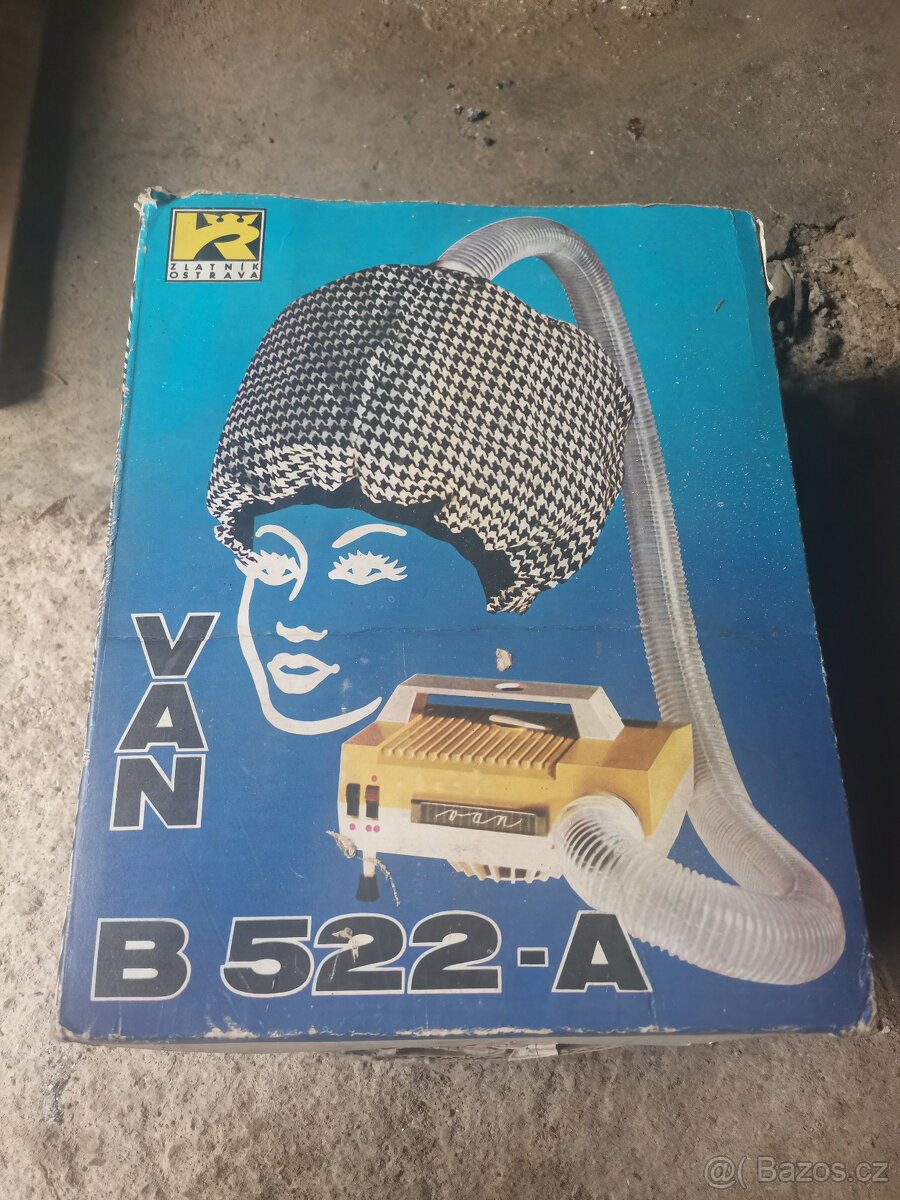 ZLATNÍK
OSTRAVA
VAN
van
B 522-A
@( Bazos.cz